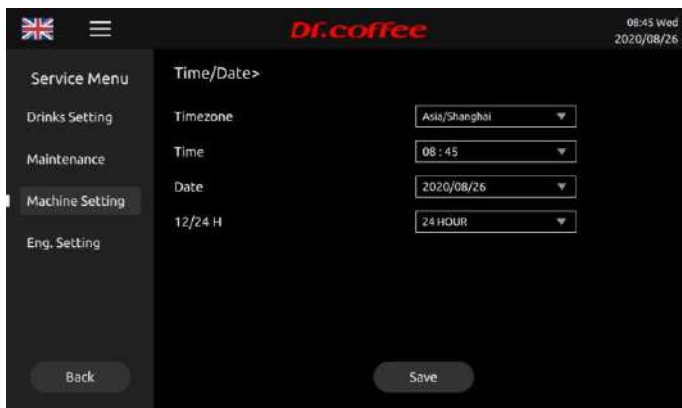 Dr.coffee
08:45 Wed
2020/08/26
Service Menu
Drinks Setting
Maintenance
Machine Setting
Eng. Setting
Back
Time/Date>
Timezone Asia/Shanghai
Time 08 : 45
Date 2020/08/26
12/24 H 24 HOUR
Save